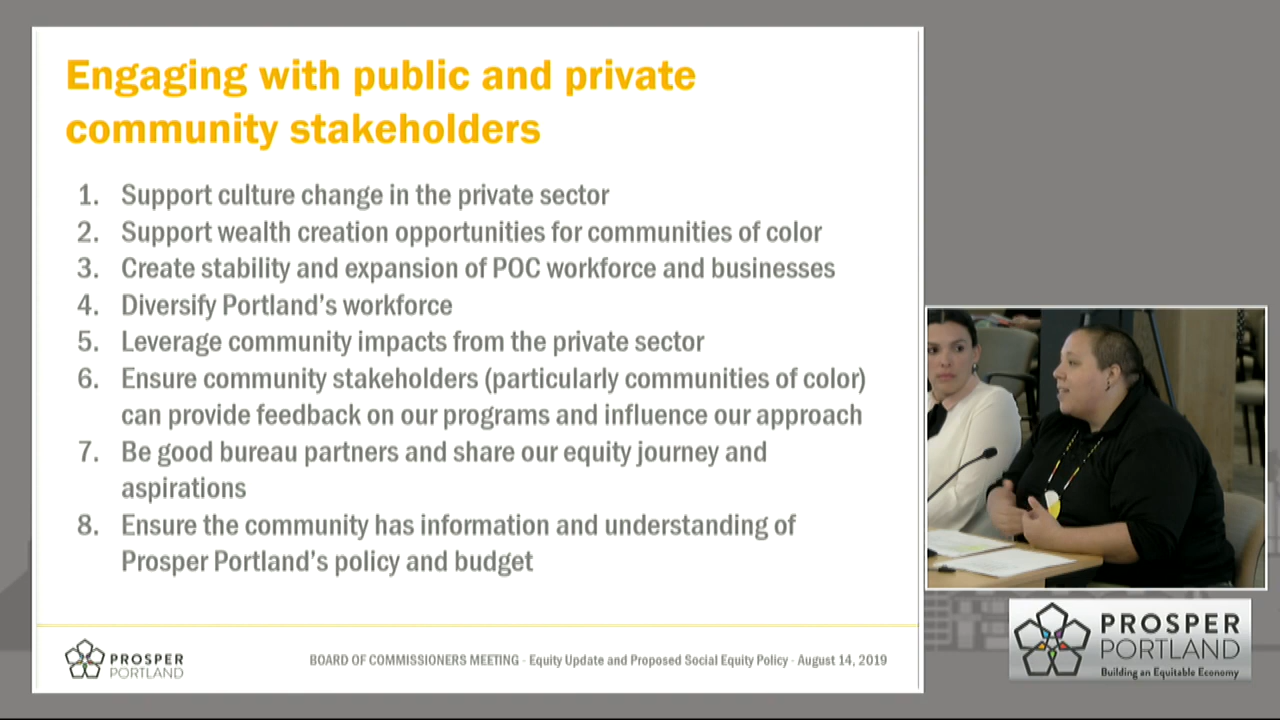 Engaging with public and private
community stakeholders
1. Support culture change in the private sector
2. Support wealth creation opportunities for communities of color
3. Create stability and expansion of POC workforce and businesses
4. Diversify Portland's workforce
5. Leverage community impacts from the private sector
6. Ensure community stakeholders (particularly communities of color)
can provide feedback on our programs and influence our approach
7. Be good bureau partners and share our equity journey and
aspirations
8. Ensure the community has information and understanding of
Prosper Portland's policy and budget
PROSPER
PORTLAND
BOARD OF COMMISSIONERS MEETING - Equity Update and Proposed Social Equity Policy - August 14, 2019
PROSPER
PORTLAND
Building an Equitable Economy